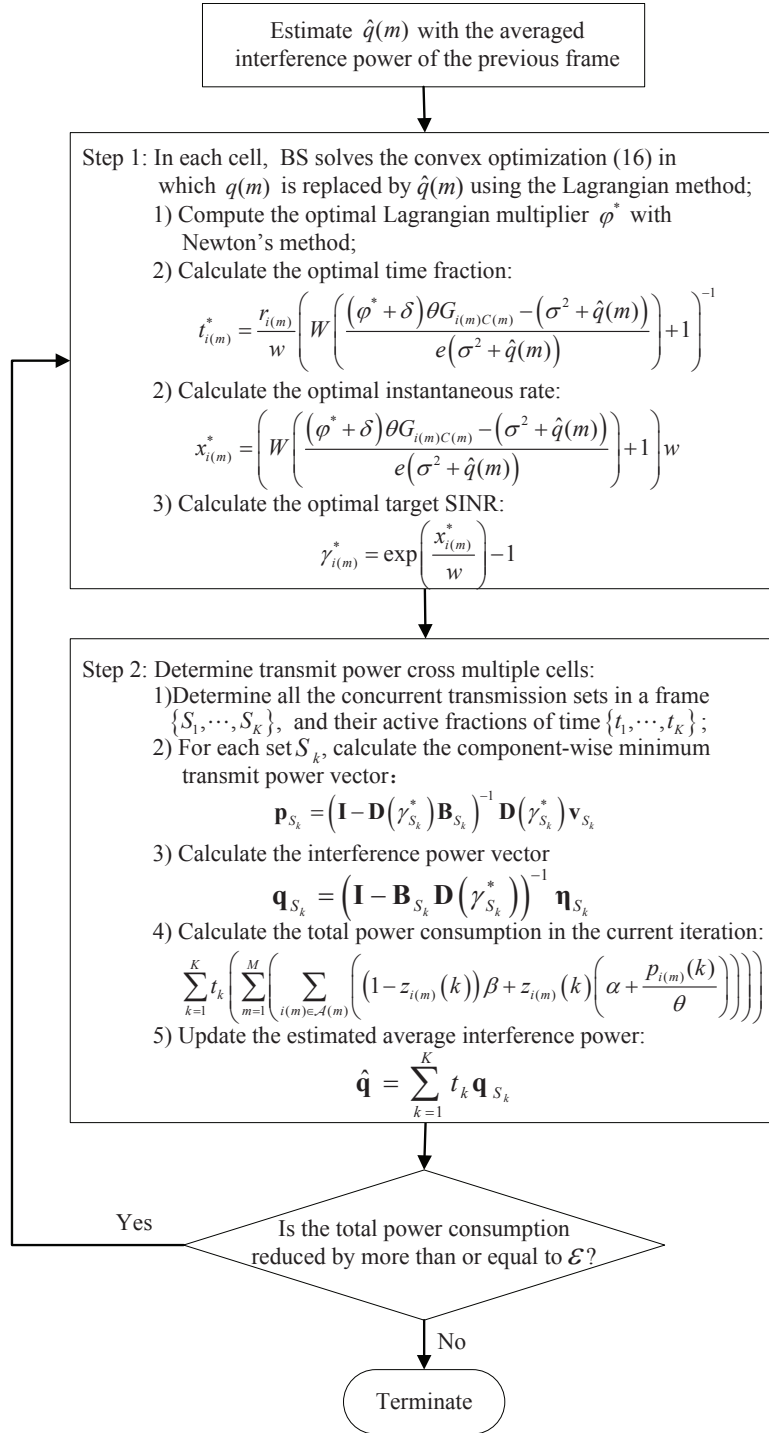 Estimate q̂(m) with the averaged
interference power of the previous frame
Step 1: In each cell, BS solves the convex optimization (16) in
which q(m) is replaced by q̂(m) using the Lagrangian method;
1) Compute the optimal Lagrangian multiplier φ* with
Newton's method;
2) Calculate the optimal time fraction:
t*_{i(m)} = \frac{r_{i(m)}}{w} ( W ( \frac{(φ* + δ)θG_{i(m)C(m)} − (σ² + q̂(m))}{e(σ² + q̂(m))} ) + 1 )^{−1}
2) Calculate the optimal instantaneous rate:
x*_{i(m)} = ( W ( \frac{(φ* + δ)θG_{i(m)C(m)} − (σ² + q̂(m))}{e(σ² + q̂(m))} ) + 1 ) w
3) Calculate the optimal target SINR:
γ*_{i(m)} = exp( \frac{x*_{i(m)}}{w} ) − 1
Step 2: Determine transmit power cross multiple cells:
1)Determine all the concurrent transmission sets in a frame
{S_1,⋯,S_K}, and their active fractions of time {t_1,⋯,t_K} ;
2) For each set S_k, calculate the component-wise minimum
transmit power vector:
p_{S_k} = (I − D(γ*_{S_k})B_{S_k})^{−1} D(γ*_{S_k}) v_{S_k}
3) Calculate the interference power vector
q_{S_k} = (I − B_{S_k} D(γ*_{S_k}))^{−1} η_{S_k}
4) Calculate the total power consumption in the current iteration:
\sum_{k=1}^{K} t_k ( \sum_{m=1}^{M} ( \sum_{i(m)∈A(m)} ( (1 − z_{i(m)}(k))β + z_{i(m)}(k) ( α + \frac{p_{i(m)}(k)}{θ} ) ) ) )
5) Update the estimated average interference power:
q̂ = \sum_{k=1}^{K} t_k q_{S_k}
Yes
Is the total power consumption
reduced by more than or equal to ε?
No
Terminate